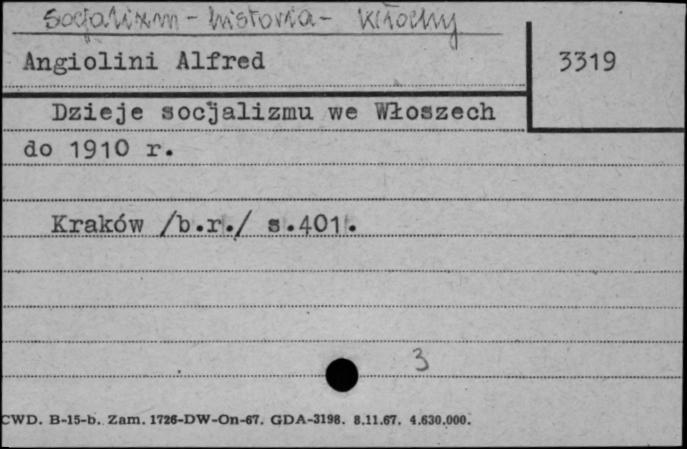 Socjalizm - historia - Włochy
Angiolini Alfred
3319
Dzieje socjalizmu we Włoszech
do 1910 r.
Kraków /b.r./ s.401.
3
CWD. B-15-b. Zam. 1726-DW-On-67. GDA-3198. 8.11.67. 4.630.000.